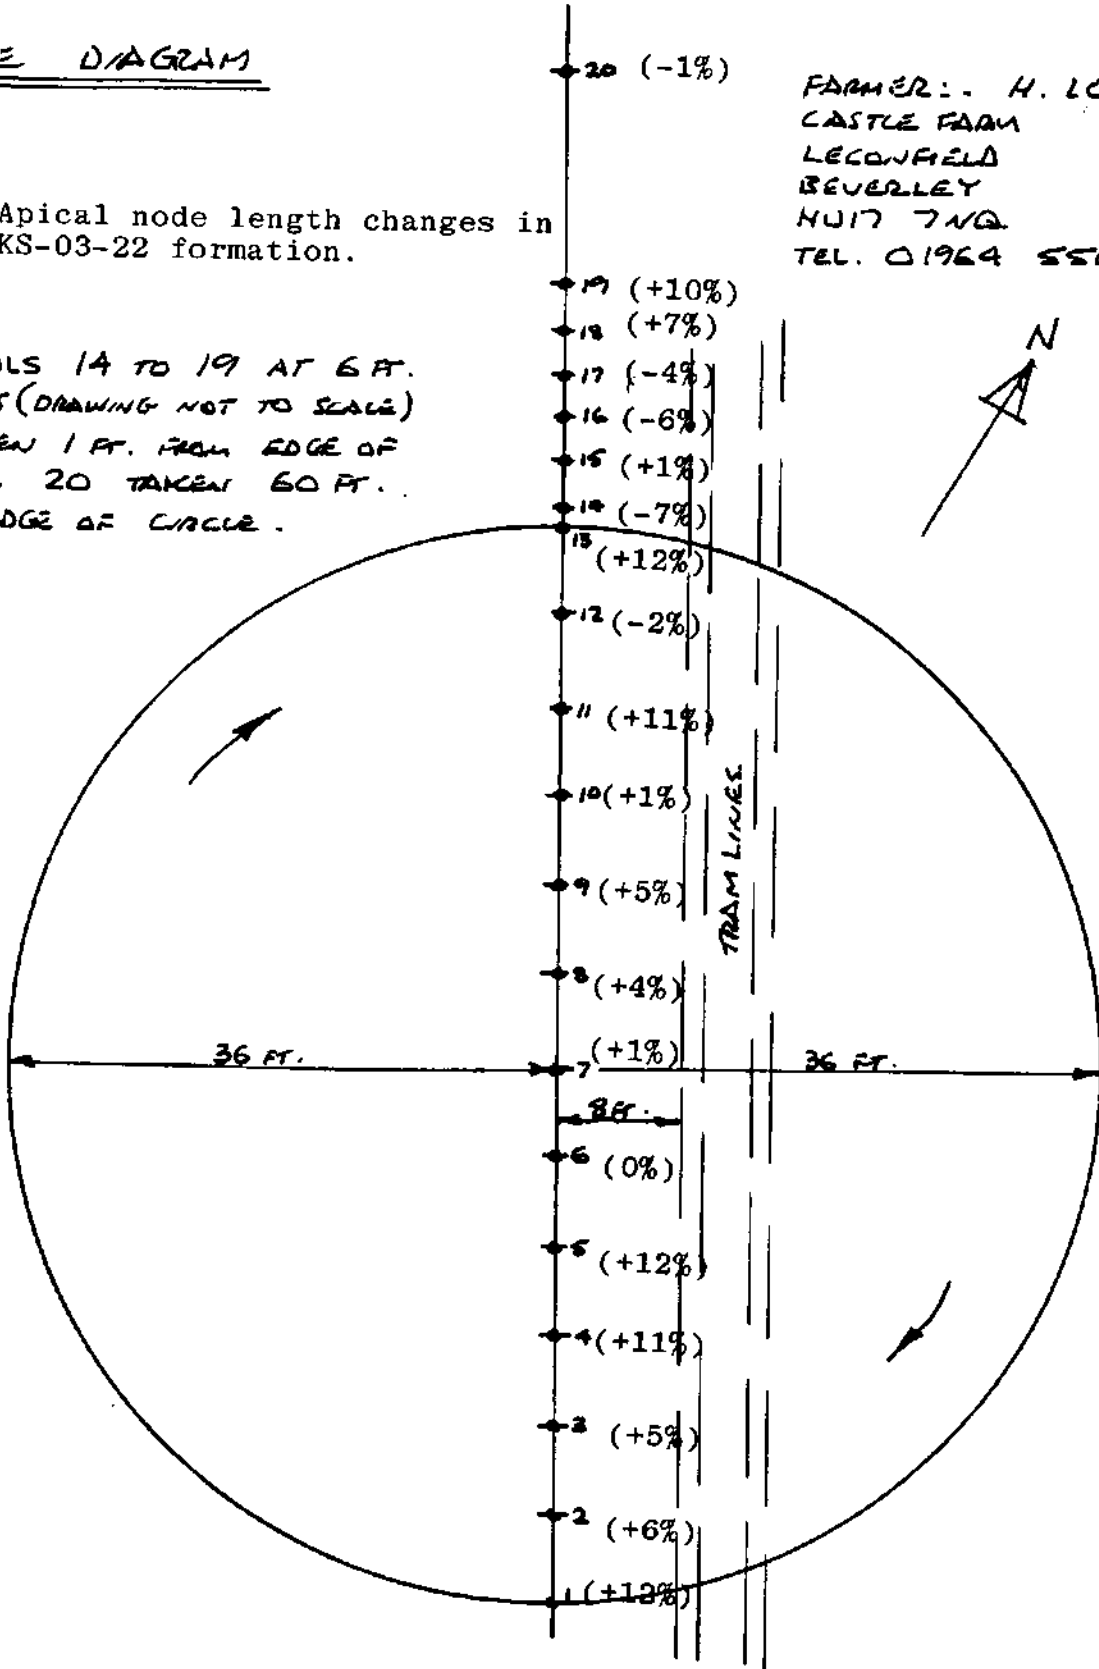 DIAGRAM
20 (-1%)
FARMER:. H.
CASTLE FARM
LECONFIELD
BEVERLEY
HU17 7NQ
TEL. 01964
Apical node length changes in
KS-03-22 formation.
19 (+10%)
18 (+7%)
N
14 TO 19 AT 6 FT.
17 (-4%)
(DRAWING NOT TO SCALE)
16 (-6%)
1 FT. FROM EDGE OF
15 (+1%)
20 TAKEN 60 FT.
14 (-7%)
OF CIRCLE.
13 (+12%)
12 (-2%)
11 (+11%)
10 (+1%)
TRAM LINES
9 (+5%)
8 (+4%)
36 FT.
7 (+1%)
36 FT.
8 FT.
6 (0%)
5 (+12%)
4 (+11%)
3 (+5%)
2 (+6%)
1